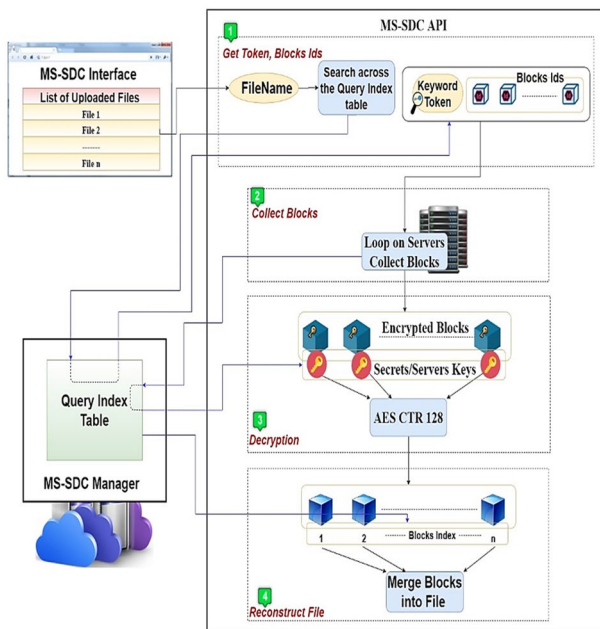 MS-SDC API
1
Get Token, Blocks Ids
MS-SDC Interface
List of Uploaded Files
File 1
File 2
........
File n
FileName
Search across
the Query Index
table
Keyword
Token
Blocks Ids
2
Collect Blocks
Loop on Servers
Collect Blocks
Encrypted Blocks
Secrets/Servers Keys
AES CTR 128
3
Decryption
Query Index
Table
MS-SDC Manager
1 2 Blocks Index n
Merge Blocks
into File
4
Reconstruct File